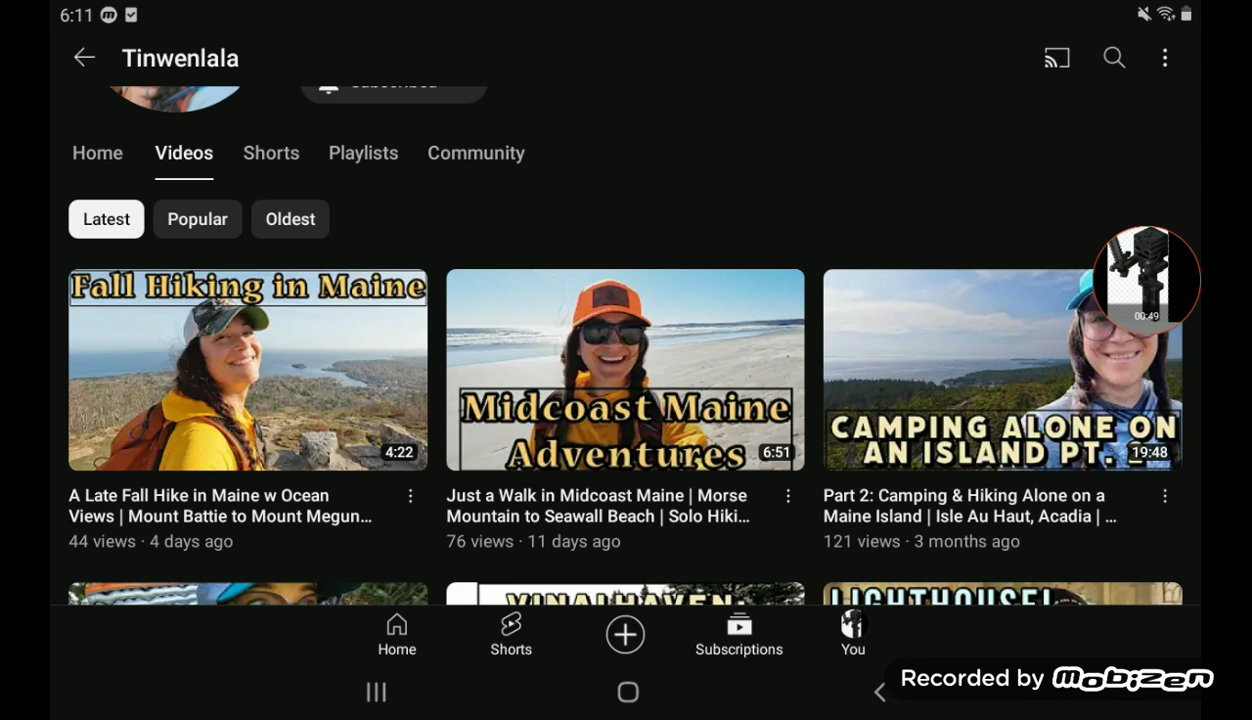 6:11
Tinwenlala
Subscribed
Home Videos Shorts Playlists Community
Latest Popular Oldest
Fall Hiking in Maine
4:22
Midcoast Maine
Adventures
6:51
CAMPING ALONE ON
AN ISLAND PT.
19:48
00:49
A Late Fall Hike in Maine w Ocean
Views | Mount Battie to Mount Megun...
44 views · 4 days ago
Just a Walk in Midcoast Maine | Morse
Mountain to Seawall Beach | Solo Hiki...
76 views · 11 days ago
Part 2: Camping & Hiking Alone on a
Maine Island | Isle Au Haut, Acadia | ...
121 views · 3 months ago
VINALHAVEN:
LIGHTHOUSE!
Home Shorts Subscriptions You
Recorded by mobizen